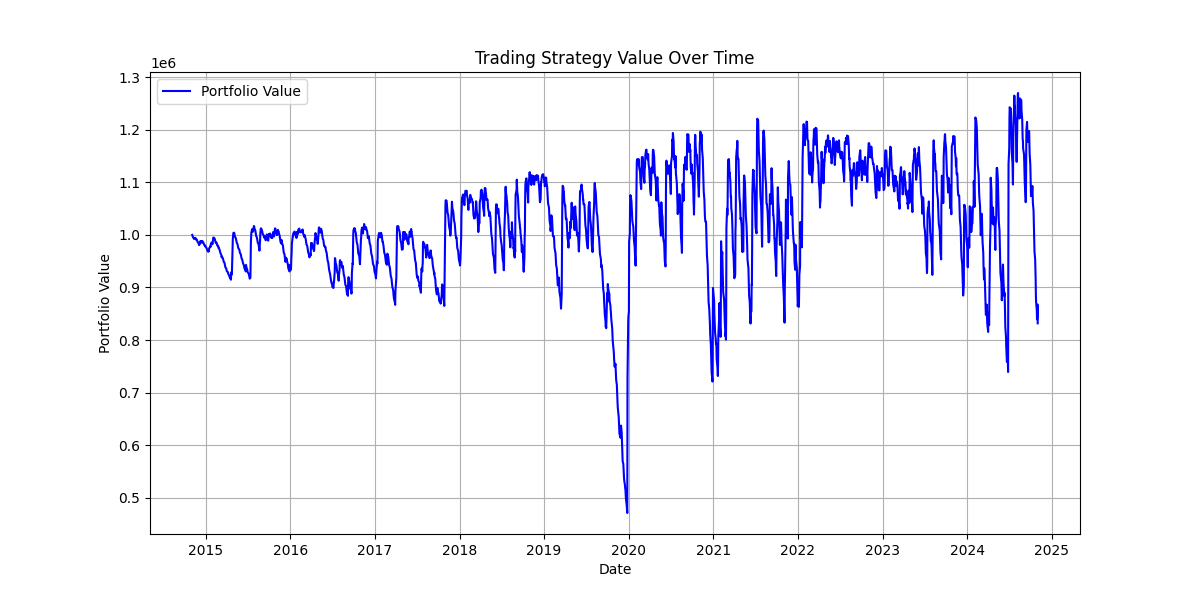 Trading Strategy Value Over Time
1e6
Portfolio Value
1.3
1.2
1.1
1.0
0.9
0.8
0.7
0.6
0.5
Portfolio Value
2015 2016 2017 2018 2019 2020 2021 2022 2023 2024 2025
Date